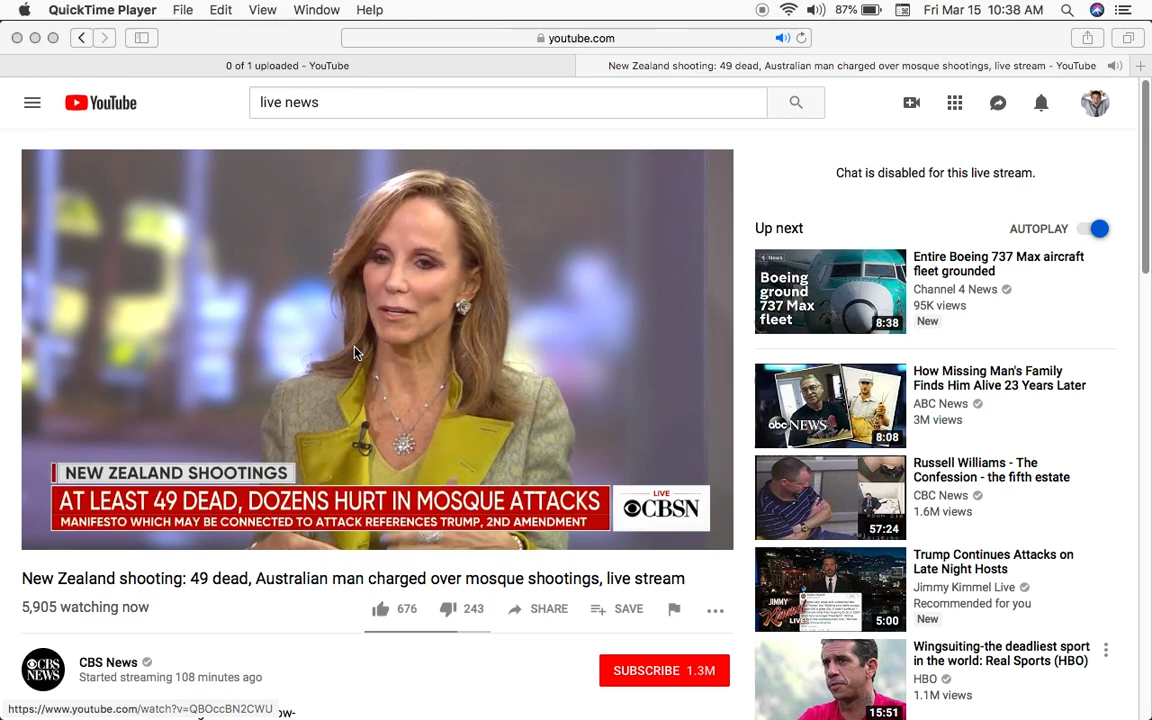 QuickTime Player File Edit View Window Help 87% Fri Mar 15 10:38 AM
youtube.com
0 of 1 uploaded - YouTube
New Zealand shooting: 49 dead, Australian man charged over mosque shootings, live stream - YouTube
YouTube
live news
Chat is disabled for this live stream.
Up next
AUTOPLAY
NEW ZEALAND SHOOTINGS
AT LEAST 49 DEAD, DOZENS HURT IN MOSQUE ATTACKS
MANIFESTO WHICH MAY BE CONNECTED TO ATTACK REFERENCES TRUMP, 2ND AMENDMENT
LIVE
CBSN
New Zealand shooting: 49 dead, Australian man charged over mosque shootings, live stream
5,905 watching now
676 243 SHARE SAVE
CBS NEWS
CBS News
Started streaming 108 minutes ago
SUBSCRIBE 1.3M
https://www.youtube.com/watch?v=QBOccBN2CWU
News
Boeing
ground
737 Max
fleet
8:38
Entire Boeing 737 Max aircraft
fleet grounded
Channel 4 News
95K views
New
abc NEWS
8:08
How Missing Man's Family
Finds Him Alive 23 Years Later
ABC News
3M views
57:24
Russell Williams - The
Confession - the fifth estate
CBC News
1.6M views
JIMMY
5:00
Trump Continues Attacks on
Late Night Hosts
Jimmy Kimmel Live
Recommended for you
New
15:51
Wingsuiting-the deadliest sport
in the world: Real Sports (HBO)
HBO
1.1M views